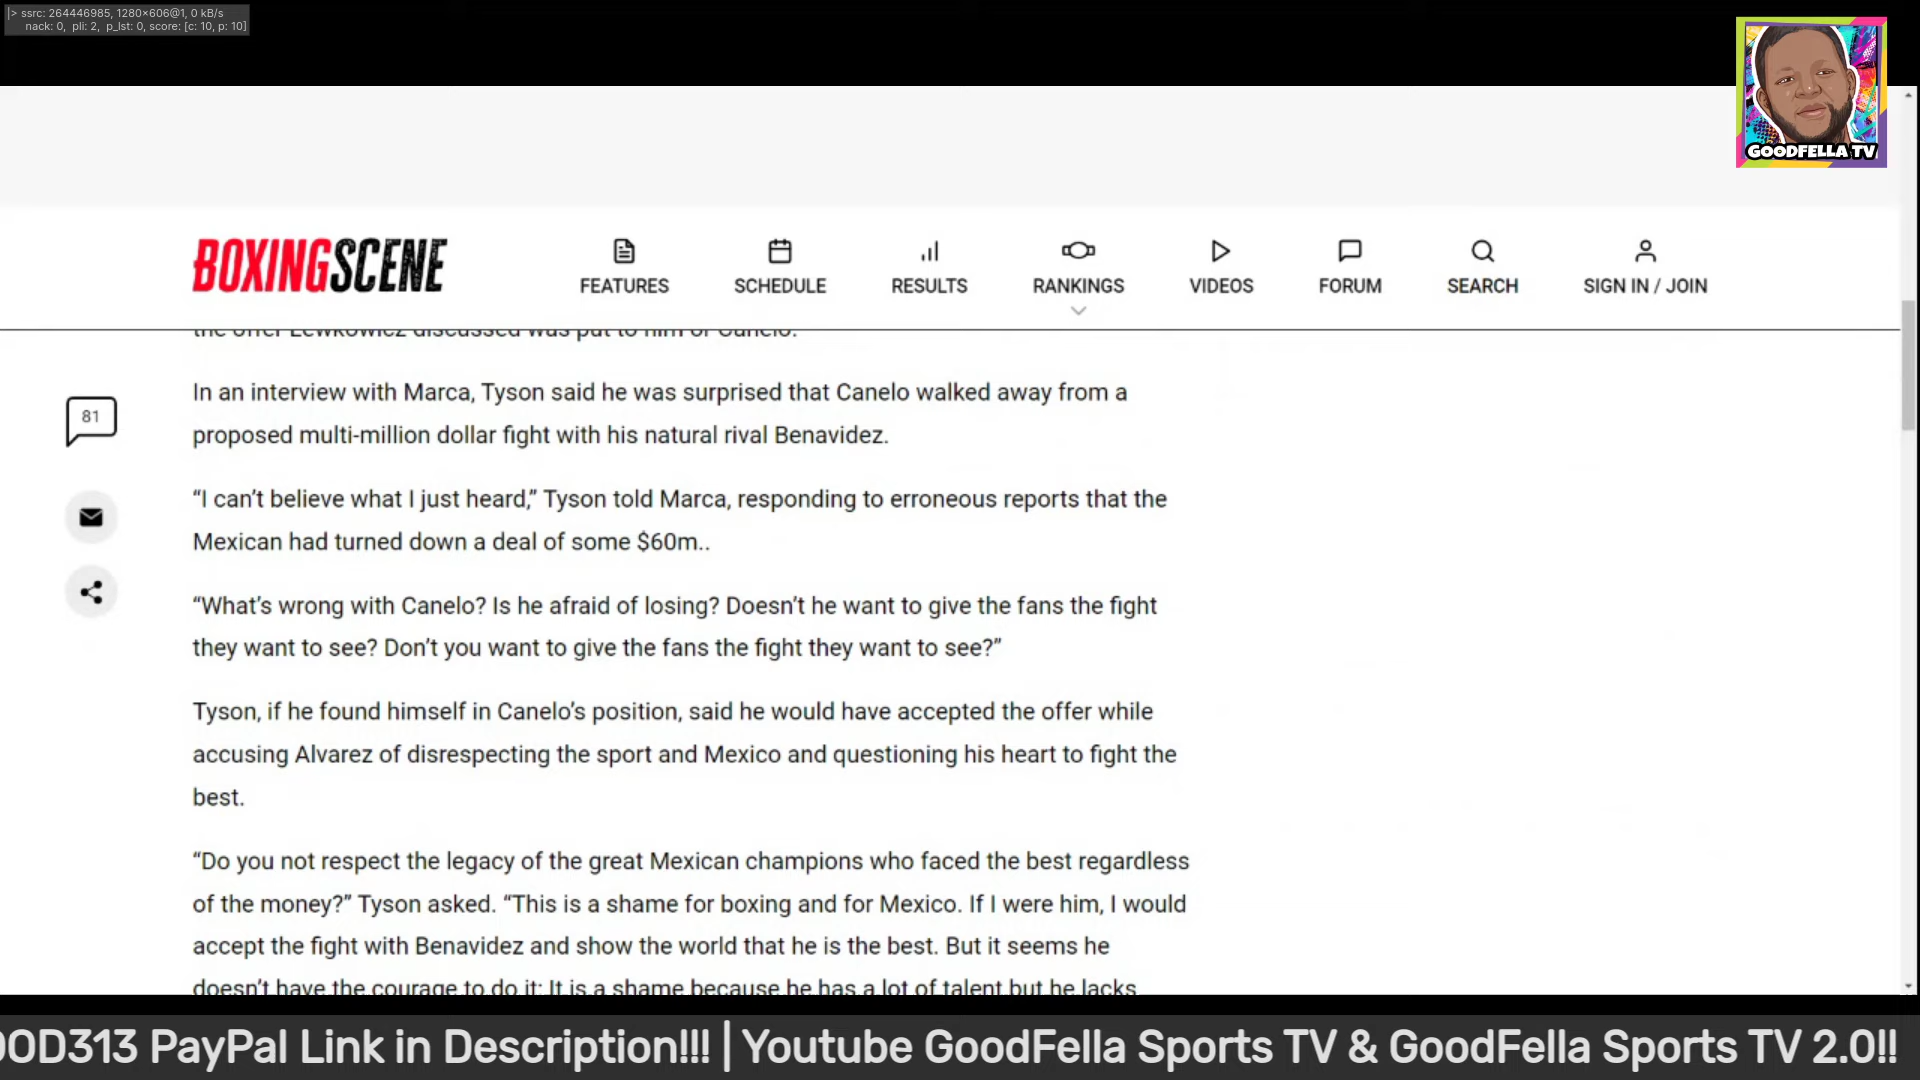 |> ssrc: 264446985, 1280×606@1, 0 kB/s
nack: 0, pli: 2, p_lst: 0, score: [c: 10, p: 10]
GOODFELLA TV
BOXINGSCENE
FEATURES
SCHEDULE
RESULTS
RANKINGS
VIDEOS
FORUM
SEARCH
SIGN IN / JOIN
the offer Lewkowicz discussed was put to him or Canelo.
81
In an interview with Marca, Tyson said he was surprised that Canelo walked away from a
proposed multi-million dollar fight with his natural rival Benavidez.
“I can’t believe what I just heard,” Tyson told Marca, responding to erroneous reports that the
Mexican had turned down a deal of some $60m..
“What’s wrong with Canelo? Is he afraid of losing? Doesn’t he want to give the fans the fight
they want to see? Don’t you want to give the fans the fight they want to see?”
Tyson, if he found himself in Canelo’s position, said he would have accepted the offer while
accusing Alvarez of disrespecting the sport and Mexico and questioning his heart to fight the
best.
“Do you not respect the legacy of the great Mexican champions who faced the best regardless
of the money?” Tyson asked. “This is a shame for boxing and for Mexico. If I were him, I would
accept the fight with Benavidez and show the world that he is the best. But it seems he
doesn’t have the courage to do it: It is a shame because he has a lot of talent but he lacks
OOD313 PayPal Link in Description!!! | Youtube GoodFella Sports TV & GoodFella Sports TV 2.0!!